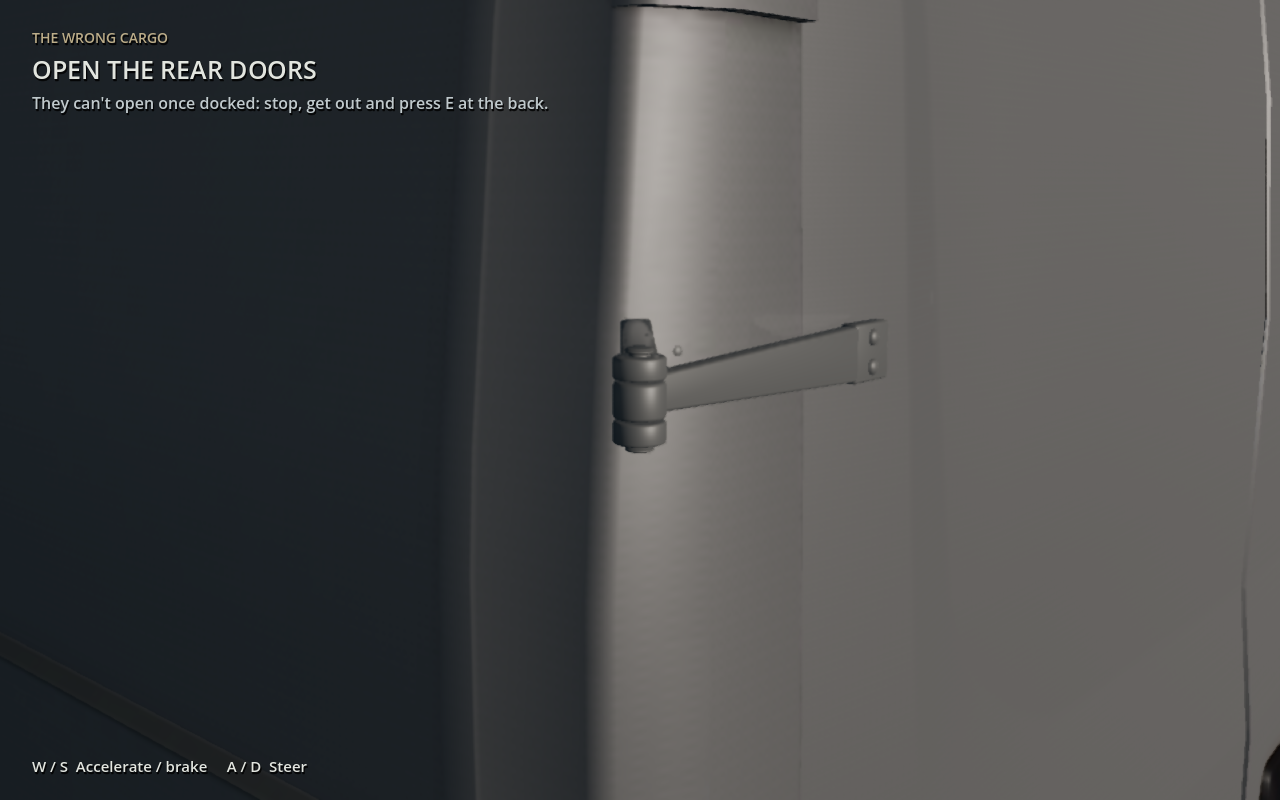 THE WRONG CARGO
OPEN THE REAR DOORS
They can't open once docked: stop, get out and press E at the back.
W / S Accelerate / brake A / D Steer